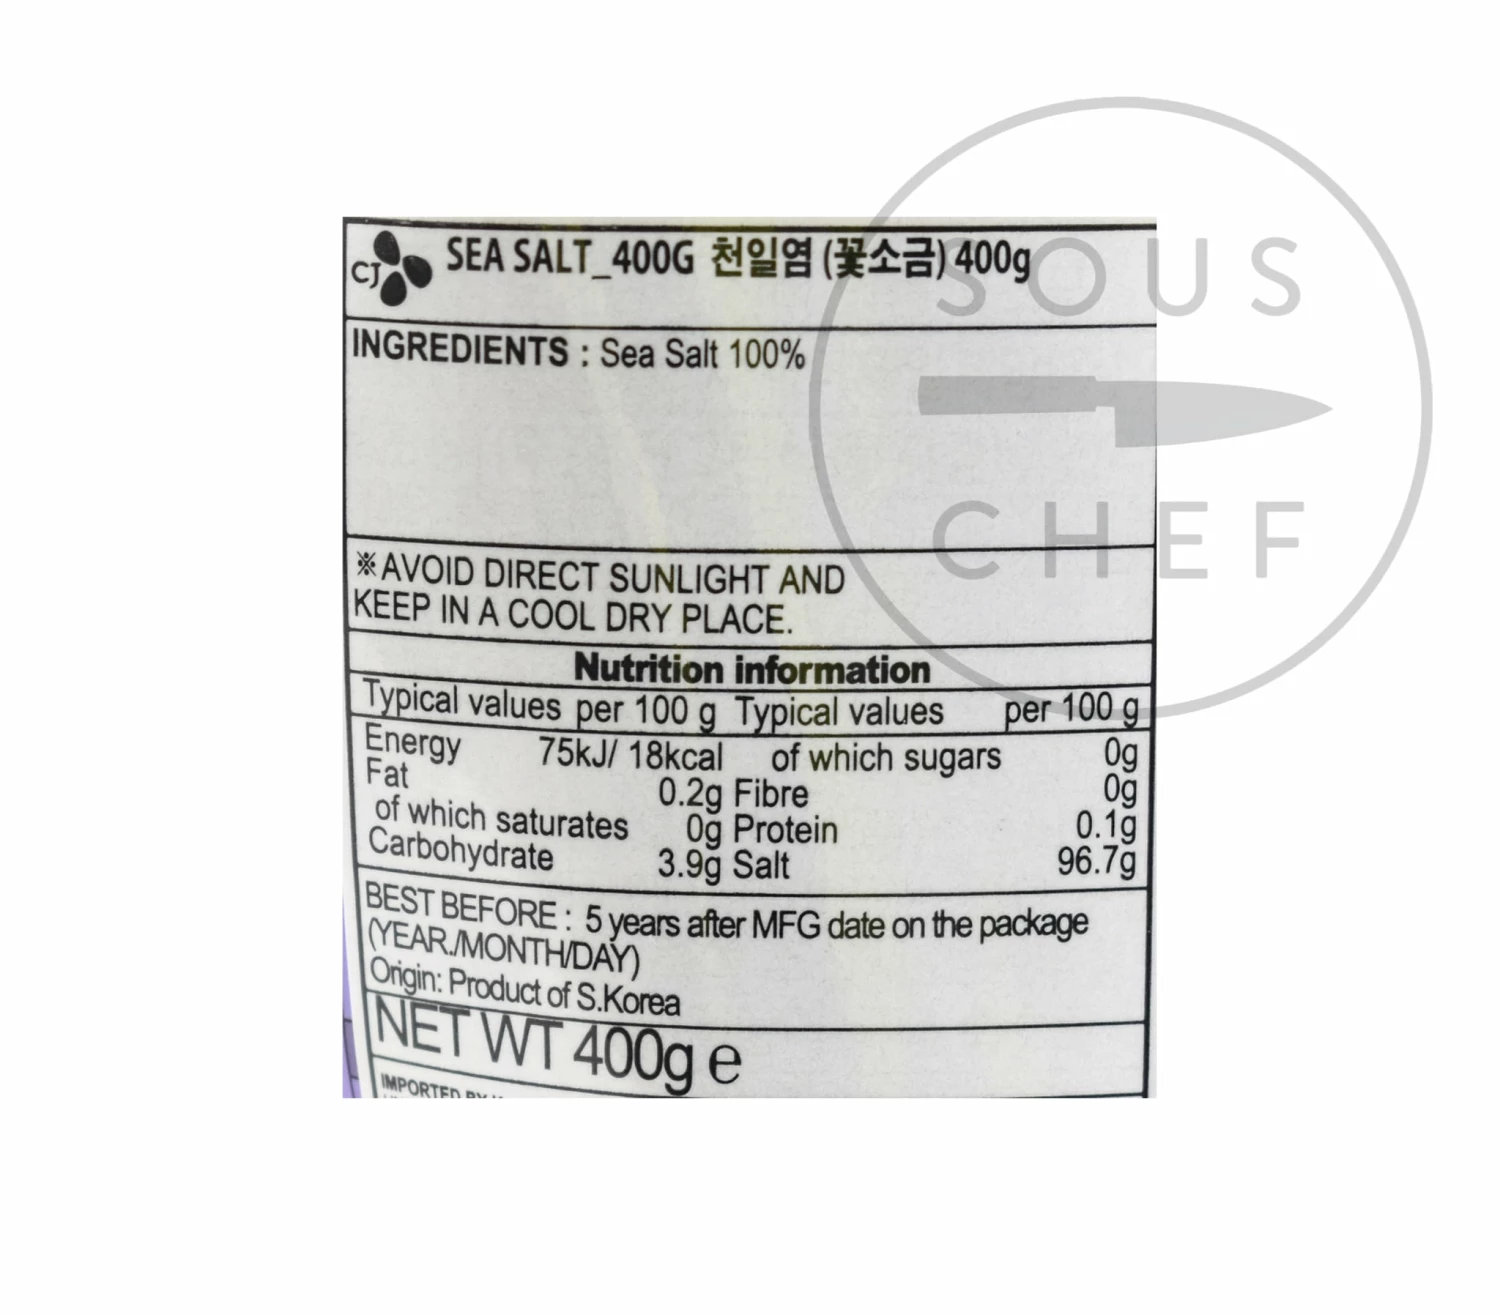 CJ
SEA SALT_400G 천일염 (꽃소금) 400g
INGREDIENTS : Sea Salt 100%
※AVOID DIRECT SUNLIGHT AND
KEEP IN A COOL DRY PLACE.
Nutrition information
Typical values per 100 g Typical values per 100 g
Energy 75kJ/ 18kcal of which sugars 0g
Fat 0.2g Fibre 0g
of which saturates 0g Protein 0.1g
Carbohydrate 3.9g Salt 96.7g
BEST BEFORE : 5 years after MFG date on the package
(YEAR./MONTH/DAY)
Origin: Product of S.Korea
NET WT 400g e
IMPORTED BY
SOUS
CHEF